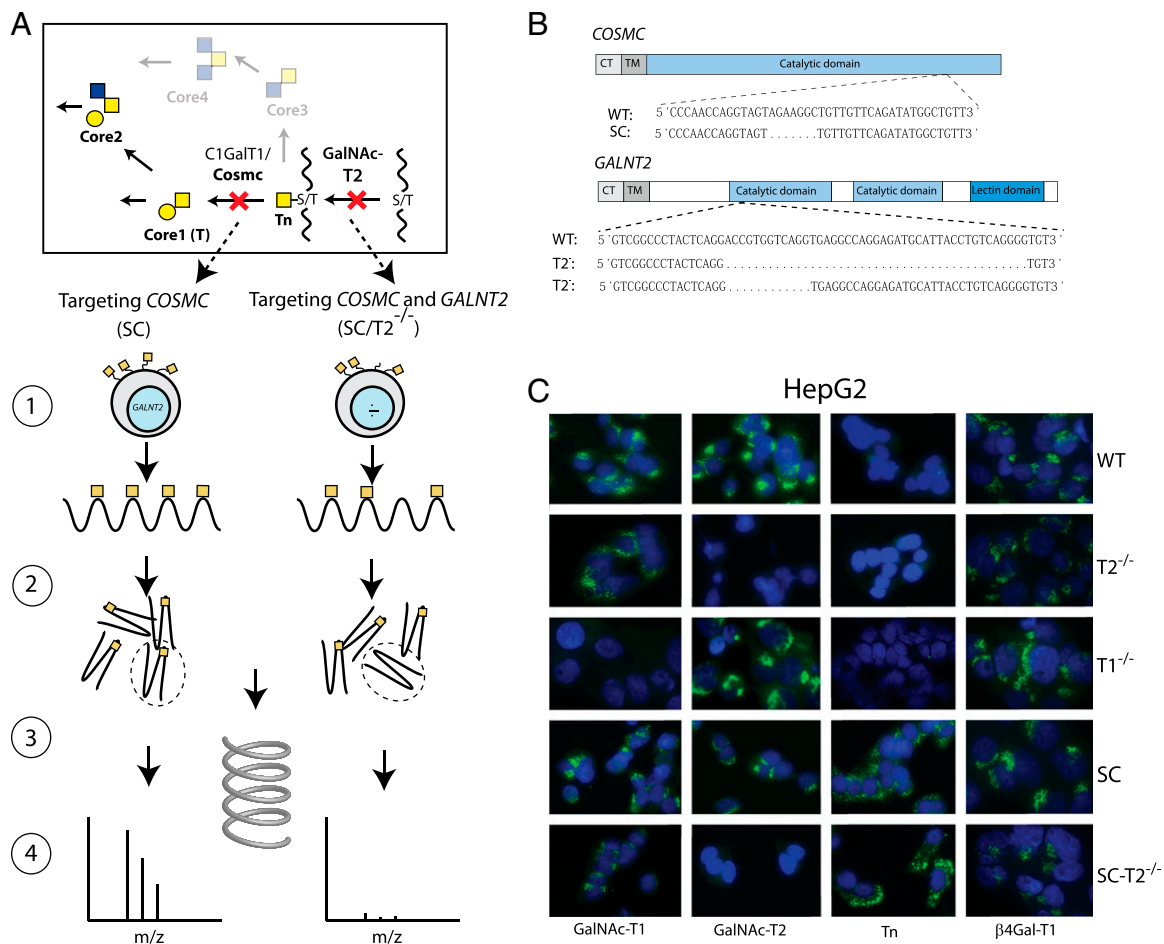 A
Core4
Core3
Core2
C1GalT1/
Cosmc
GalNAc-
T2
S/T
S/T
Tn
Core1 (T)
Targeting COSMC
(SC)
Targeting COSMC and GALNT2
(SC/T2-/-)
1
GALNT2
÷
2
3
4
m/z
m/z
B
COSMC
CT
TM
Catalytic domain
WT: 5'CCCAACCAGGTAGTAGAAGGCTGTTGTTCAGATATGGCTGTT3'
SC: 5'CCCAACCAGGTAGT.......TGTTGTTCAGATATGGCTGTT3'
GALNT2
CT
TM
Catalytic domain
Catalytic domain
Lectin domain
WT: 5'GTCGGCCCTACTCAGGACCGTGGTCAGGTGAGGCCAGGAGATGCATTACCTGTCAGGGGTGT3'
T2-: 5'GTCGGCCCTACTCAGG...........................................TGT3'
T2-: 5'GTCGGCCCTACTCAGG............TGAGGCCAGGAGATGCATTACCTGTCAGGGGTGT3'
C
HepG2
WT
T2-/-
T1-/-
SC
SC-T2-/-
GalNAc-T1
GalNAc-T2
Tn
β4Gal-T1